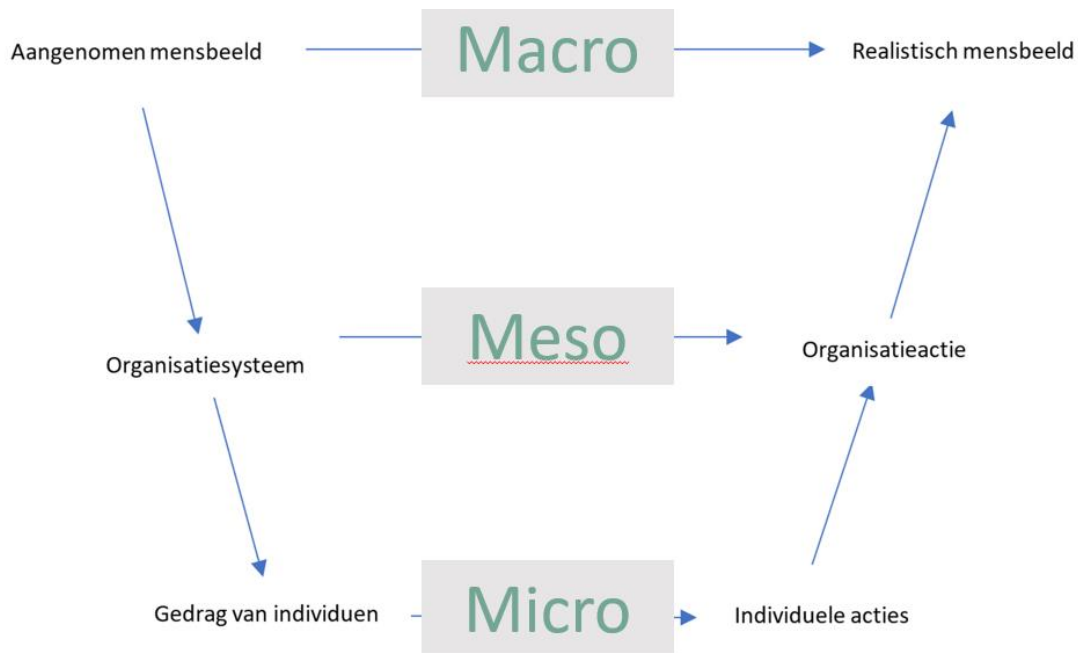 Aangenomen mensbeeld
Macro
Realistisch mensbeeld
Organisatiesysteem
Meso
Organisatieactie
Gedrag van individuen
Micro
Individuele acties